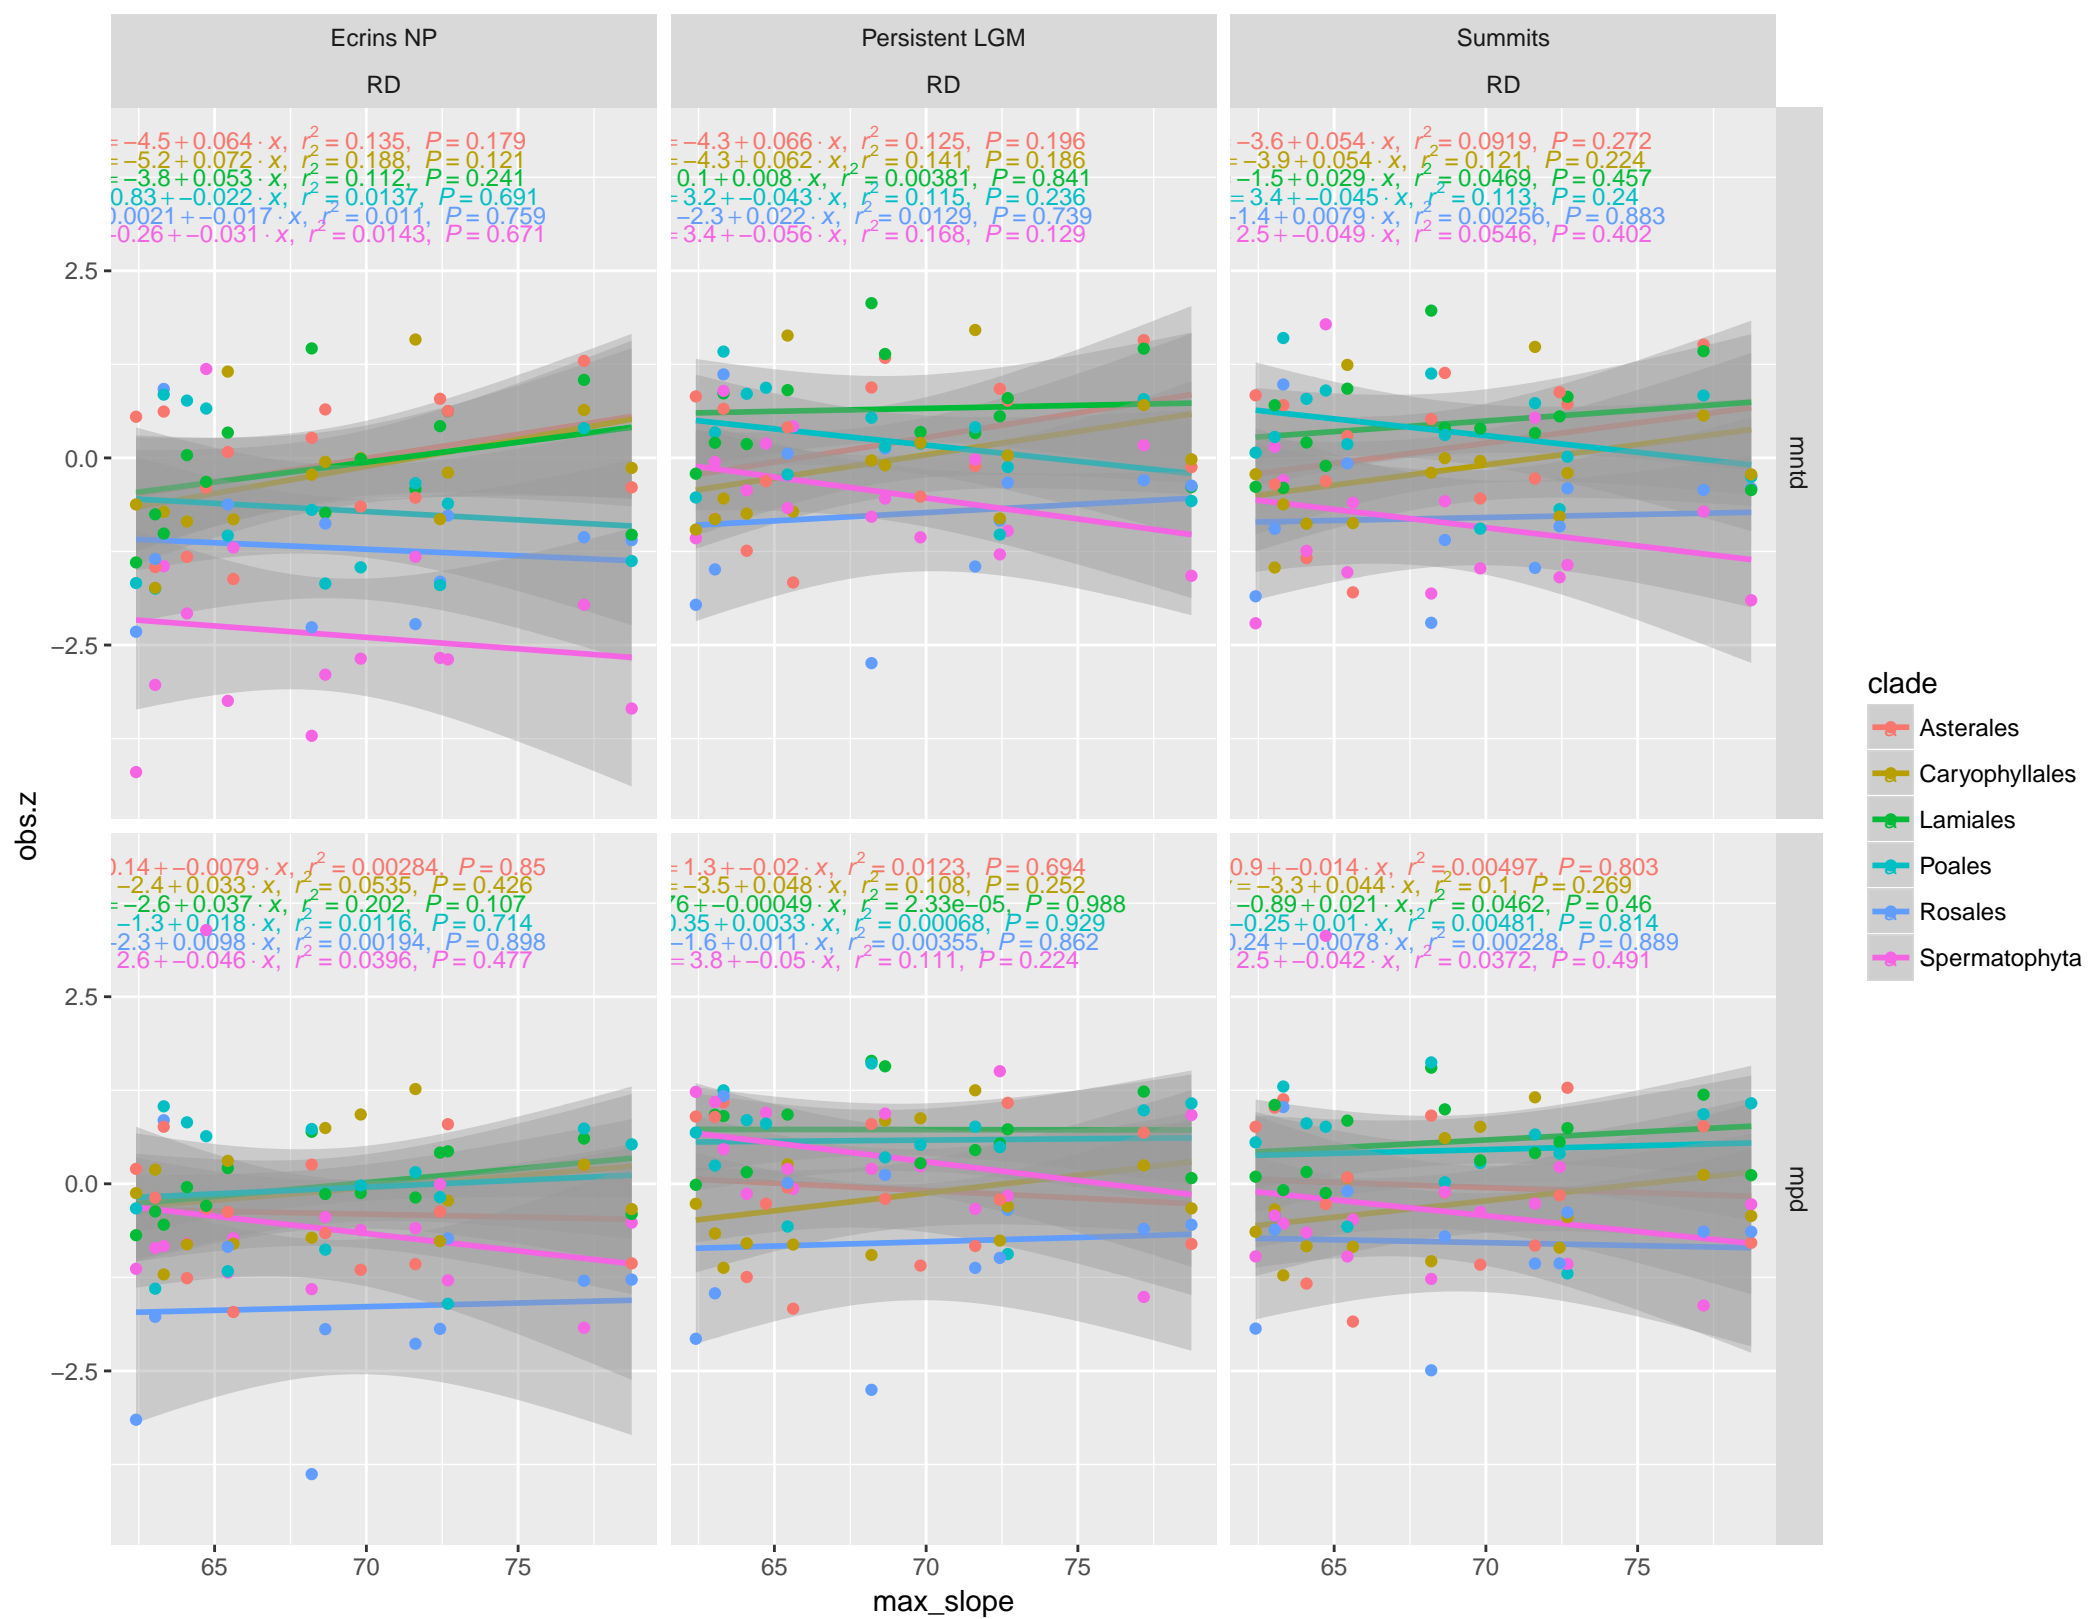 Ecrins NP
Persistent LGM
Summits
RD
RD
RD
= −4.5 + 0.064 · x, r2 = 0.135, P = 0.179
= −5.2 + 0.072 · x, r2 = 0.188, P = 0.121
= −3.8 + 0.053 · x, r2 = 0.112, P = 0.241
0.83 + −0.022 · x, r2 = 0.0137, P = 0.691
0.0021 + −0.017 · x, r2 = 0.011, P = 0.759
−0.26 + −0.031 · x, r2 = 0.0143, P = 0.671
= −4.3 + 0.066 · x, r2 = 0.125, P = 0.196
= −4.3 + 0.062 · x, r2 = 0.141, P = 0.186
0.1 + 0.008 · x, r2 = 0.00381, P = 0.841
= 3.2 + −0.043 · x, r2 = 0.115, P = 0.236
−2.3 + 0.022 · x, r2 = 0.0129, P = 0.739
= 3.4 + −0.056 · x, r2 = 0.168, P = 0.129
−3.6 + 0.054 · x, r2 = 0.0919, P = 0.272
= −3.9 + 0.054 · x, r2 = 0.121, P = 0.224
−1.5 + 0.029 · x, r2 = 0.0469, P = 0.457
= 3.4 + −0.045 · x, r2 = 0.113, P = 0.24
−1.4 + 0.0079 · x, r2 = 0.00256, P = 0.883
2.5 + −0.049 · x, r2 = 0.0546, P = 0.402
2.5
0.0
−2.5
mntd
0.14 + −0.0079 · x, r2 = 0.00284, P = 0.85
−2.4 + 0.033 · x, r2 = 0.0535, P = 0.426
= −2.6 + 0.037 · x, r2 = 0.202, P = 0.107
−1.3 + 0.018 · x, r2 = 0.0116, P = 0.714
−2.3 + 0.0098 · x, r2 = 0.00194, P = 0.898
2.6 + −0.046 · x, r2 = 0.0396, P = 0.477
= 1.3 + −0.02 · x, r2 = 0.0123, P = 0.694
= −3.5 + 0.048 · x, r2 = 0.108, P = 0.252
76 + −0.00049 · x, r2 = 2.33e−05, P = 0.988
0.35 + 0.0033 · x, r2 = 0.00068, P = 0.929
−1.6 + 0.011 · x, r2 = 0.00355, P = 0.862
= 3.8 + −0.05 · x, r2 = 0.111, P = 0.224
0.9 + −0.014 · x, r2 = 0.00497, P = 0.803
= −3.3 + 0.044 · x, r2 = 0.1, P = 0.269
−0.89 + 0.021 · x, r2 = 0.0462, P = 0.46
−0.25 + 0.01 · x, r2 = 0.00481, P = 0.814
0.24 + −0.0078 · x, r2 = 0.00228, P = 0.889
2.5 + −0.042 · x, r2 = 0.0372, P = 0.491
2.5
0.0
−2.5
mpd
65
70
75
65
70
75
65
70
75
max_slope
obs.z
clade
Asterales
Caryophyllales
Lamiales
Poales
Rosales
Spermatophyta